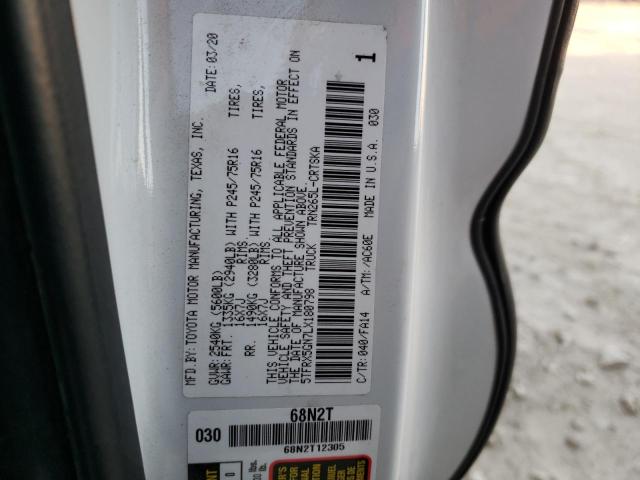 MFD. BY: TOYOTA MOTOR MANUFACTURING, TEXAS, INC. DATE: 03/20
GVWR: 2540KG (5600LB)
GAWR: FRT. 1335KG (2940LB) WITH P245/75R16 TIRES,
16X7J RIMS
RR. 1490KG (3280LB) WITH P245/75R16 TIRES,
16X7J RIMS
THIS VEHICLE CONFORMS TO ALL APPLICABLE FEDERAL MOTOR
VEHICLE SAFETY AND THEFT PREVENTION STANDARDS IN EFFECT ON
THE DATE OF MANUFACTURE SHOWN ABOVE.
5TFRX5GN7LX180798 TRUCK TRN265L-CRTSKA
1
C/TR: 040/FA14 A/TM: /AC60E MADE IN U.S.A. 030
030 68N2T
68N2T12305